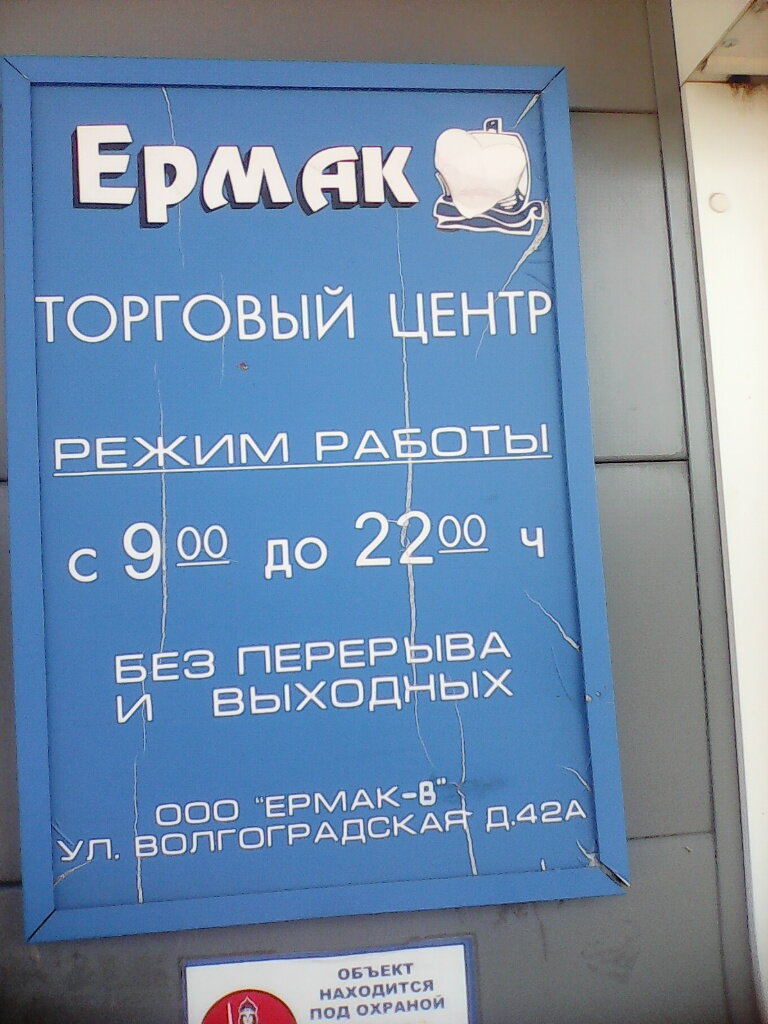 Ермак
ТОРГОВЫЙ ЦЕНТР
РЕЖИМ РАБОТЫ
с 9 00 до 22 00 ч
БЕЗ ПЕРЕРЫВА
И ВЫХОДНЫХ
ООО "ЕРМАК-8"
УЛ. ВОЛГОГРАДСКАЯ Д.42А
ОБЪЕКТ
НАХОДИТСЯ
ПОД ОХРАНОЙ